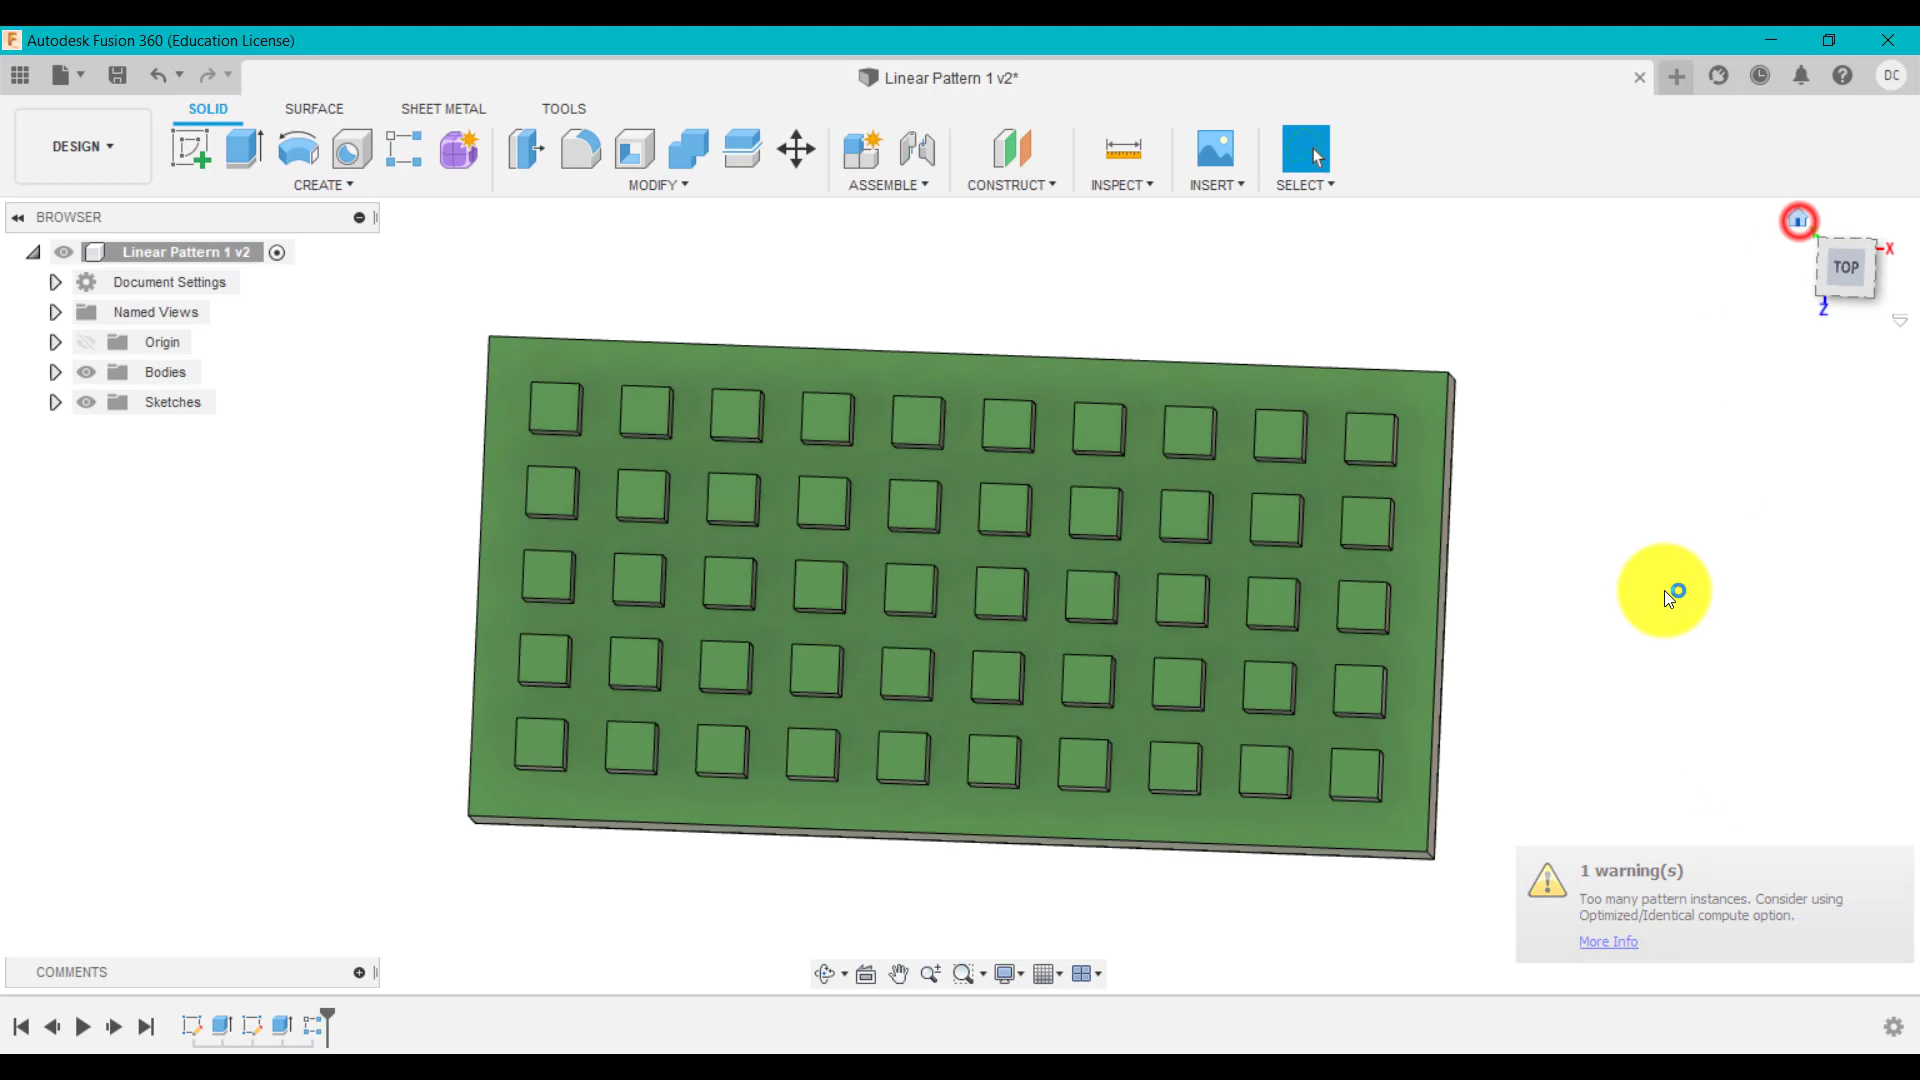 Autodesk Fusion 360 (Education License)
Linear Pattern 1 v2*
DC
SOLID SURFACE SHEET METAL TOOLS
DESIGN
CREATE MODIFY ASSEMBLE CONSTRUCT INSPECT INSERT SELECT
BROWSER
Linear Pattern 1 v2
Document Settings
Named Views
Origin
Bodies
Sketches
X
TOP
Z
1 warning(s)
Too many pattern instances. Consider using
Optimized/Identical compute option.
More Info
COMMENTS